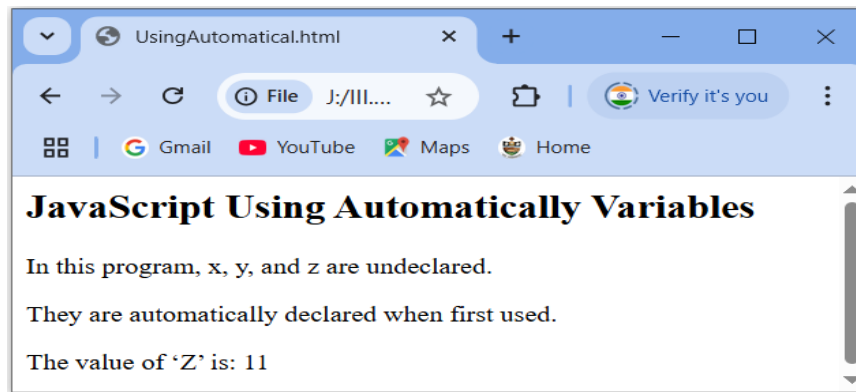 UsingAutomatical.html
File J:/III....
Verify it's you
Gmail YouTube Maps Home
JavaScript Using Automatically Variables
In this program, x, y, and z are undeclared.
They are automatically declared when first used.
The value of ‘Z’ is: 11